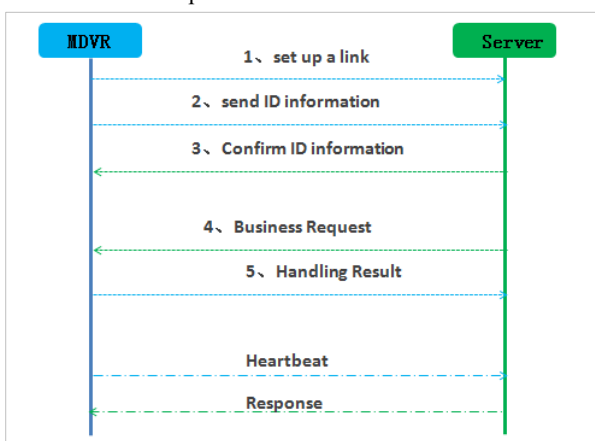 MDVR
Server
1、set up a link
2、send ID information
3、Confirm ID information
4、Business Request
5、Handling Result
Heartbeat
Response